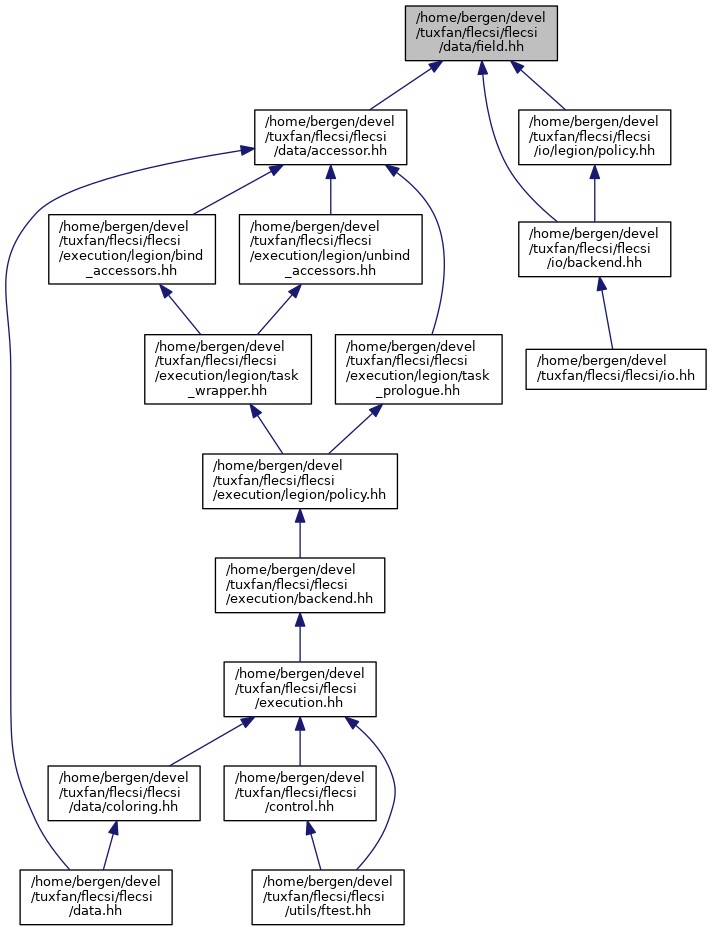 /home/bergen/devel
/tuxfan/flecsi/flecsi
/data/field.hh
/home/bergen/devel
/tuxfan/flecsi/flecsi
/data/accessor.hh
/home/bergen/devel
/tuxfan/flecsi/flecsi
/io/legion/policy.hh
/home/bergen/devel
/tuxfan/flecsi/flecsi
/execution/legion/bind
_accessors.hh
/home/bergen/devel
/tuxfan/flecsi/flecsi
/execution/legion/unbind
_accessors.hh
/home/bergen/devel
/tuxfan/flecsi/flecsi
/io/backend.hh
/home/bergen/devel
/tuxfan/flecsi/flecsi
/execution/legion/task
_wrapper.hh
/home/bergen/devel
/tuxfan/flecsi/flecsi
/execution/legion/task
_prologue.hh
/home/bergen/devel
/tuxfan/flecsi/flecsi/io.hh
/home/bergen/devel
/tuxfan/flecsi/flecsi
/execution/legion/policy.hh
/home/bergen/devel
/tuxfan/flecsi/flecsi
/execution/backend.hh
/home/bergen/devel
/tuxfan/flecsi/flecsi
/execution.hh
/home/bergen/devel
/tuxfan/flecsi/flecsi
/data/coloring.hh
/home/bergen/devel
/tuxfan/flecsi/flecsi
/control.hh
/home/bergen/devel
/tuxfan/flecsi/flecsi
/data.hh
/home/bergen/devel
/tuxfan/flecsi/flecsi
/utils/ftest.hh